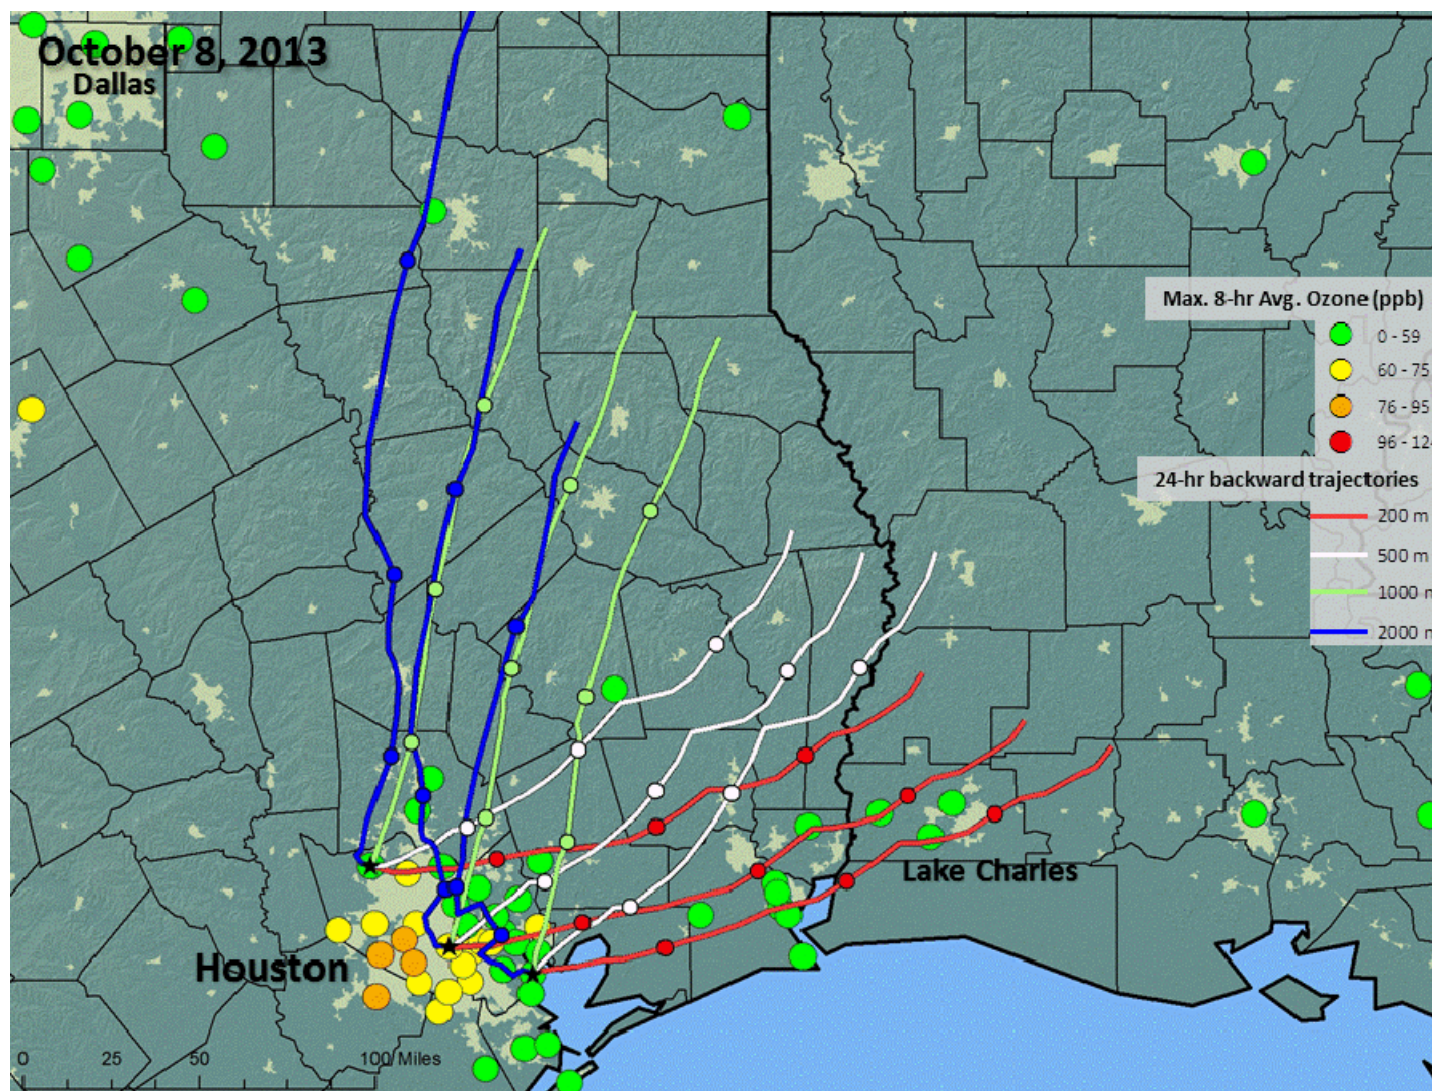 October 8, 2013
Dallas
Max. 8-hr Avg. Ozone (ppb)
0 - 59
60 - 75
76 - 95
96 - 12
24-hr backward trajectories
200 m
500 m
1000
2000
Lake Charles
Houston
0 25 50 100 Miles